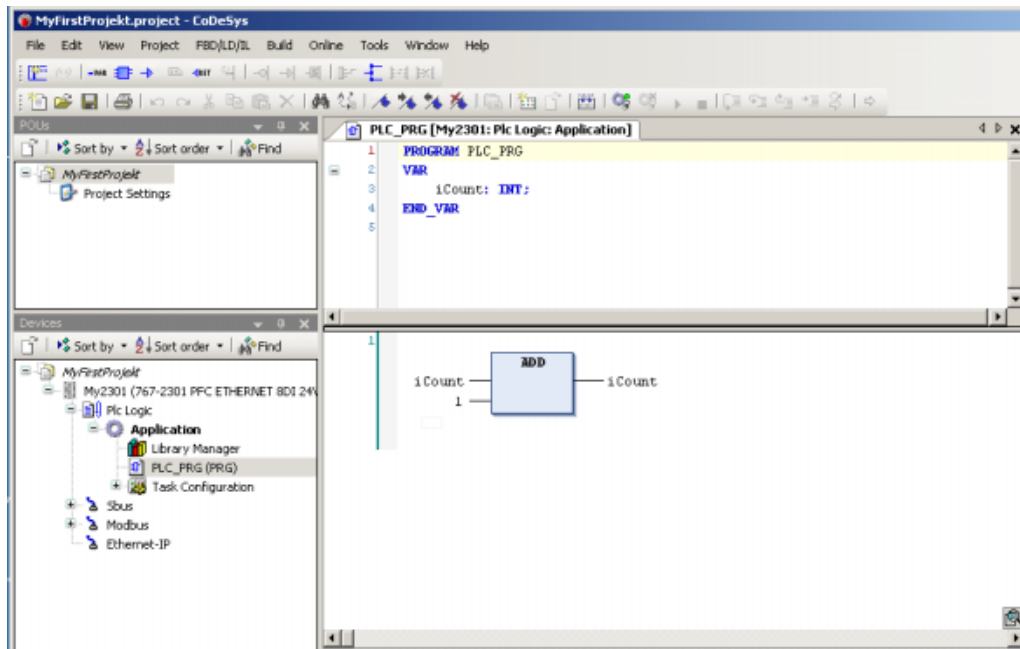 MyFirstProjekt.project - CoDeSys
File Edit View Project FBD/LD/IL Build Online Tools Window Help
POUs
Sort by Sort order Find
MyFirstProjekt
Project Settings
PLC_PRG [My2301: Plc Logic: Application]
1 PROGRAM PLC_PRG
2 VAR
3 iCount: INT;
4 END_VAR
5
Devices
Sort by Sort order Find
MyFirstProjekt
My2301 (767-2301 PFC ETHERNET 8DI 24V
Plc Logic
Application
Library Manager
PLC_PRG (PRG)
Task Configuration
Sbus
Modbus
Ethernet-IP
1
ADD
iCount iCount
1